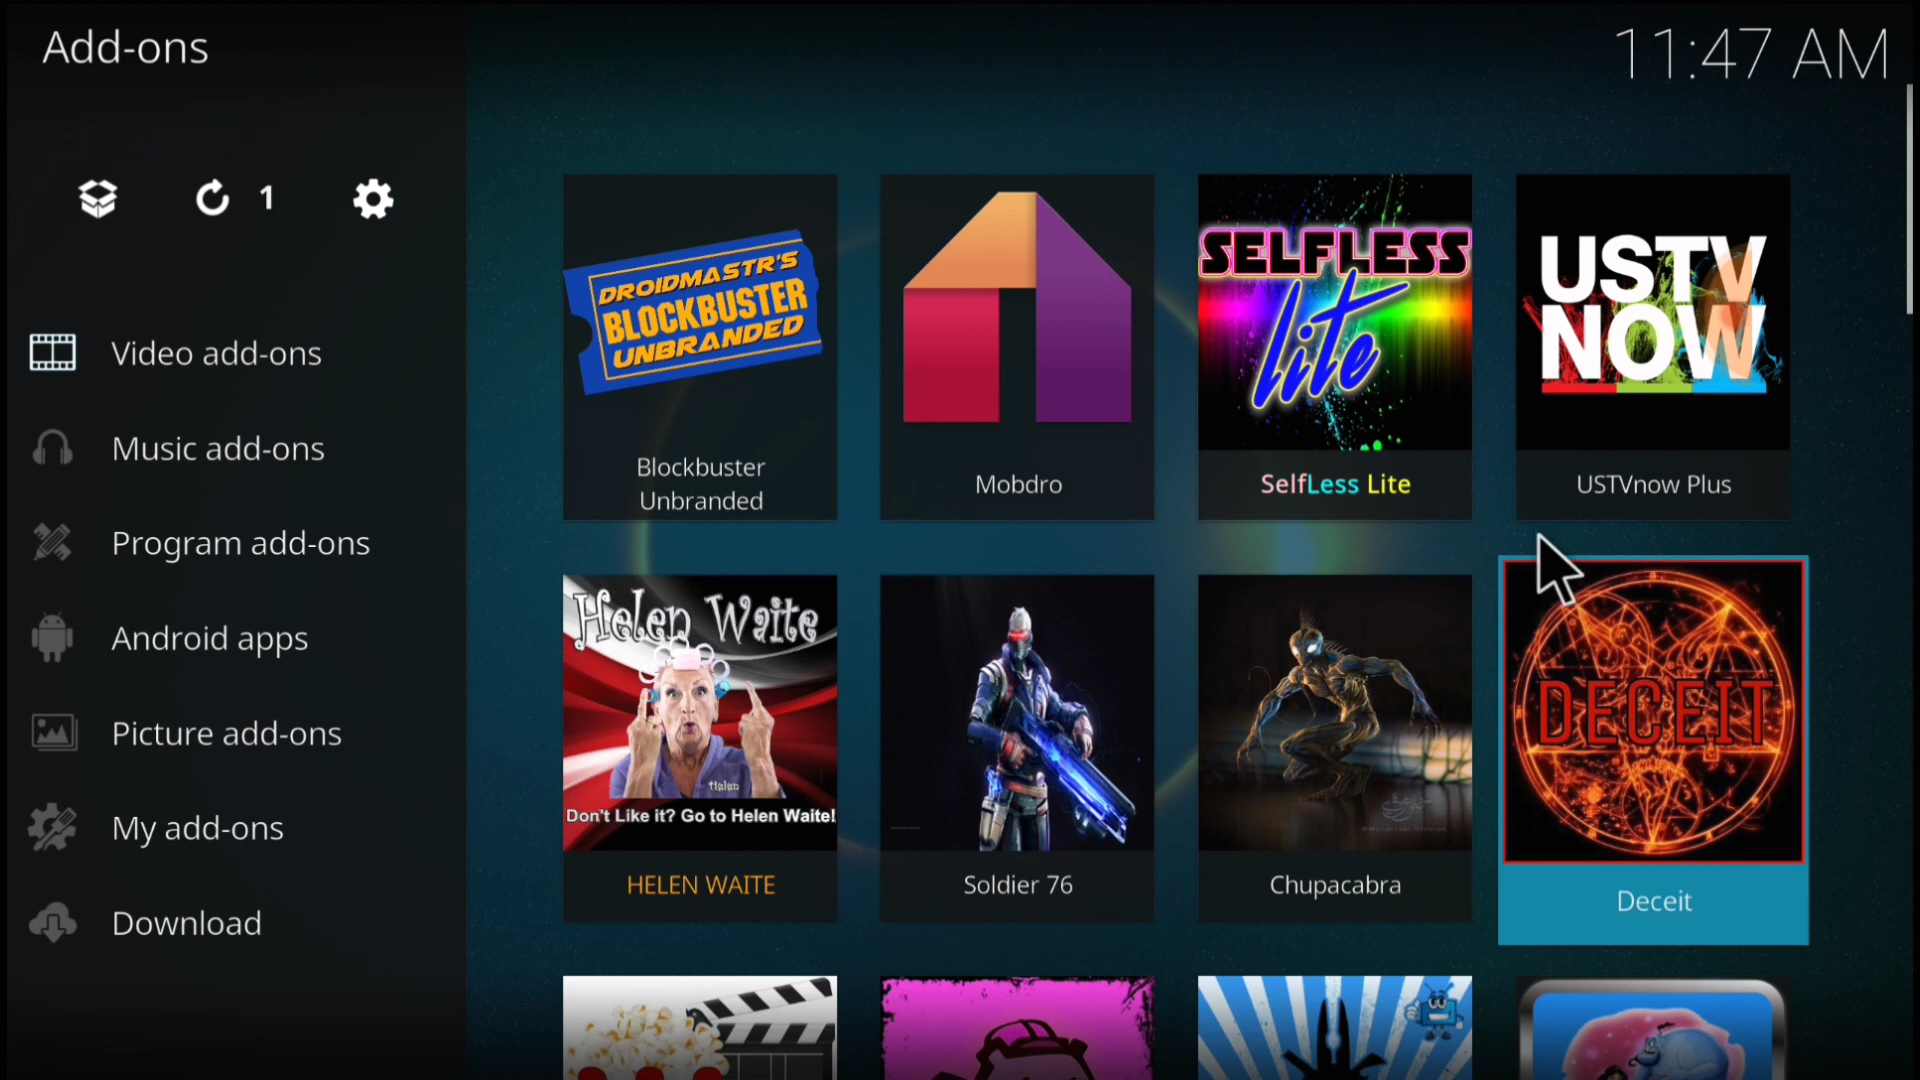 Add-ons
11:47 AM
1
Video add-ons
Music add-ons
Program add-ons
Android apps
Picture add-ons
My add-ons
Download
DROIDMASTR'S
BLOCKBUSTER
UNBRANDED
Blockbuster
Unbranded
Mobdro
SELFLESS
lite
SelfLess Lite
USTV
NOW
USTVnow Plus
Helen Waite
Helen
Don't Like it? Go to Helen Waite!
HELEN WAITE
Soldier 76
Chupacabra
DECEIT
Deceit